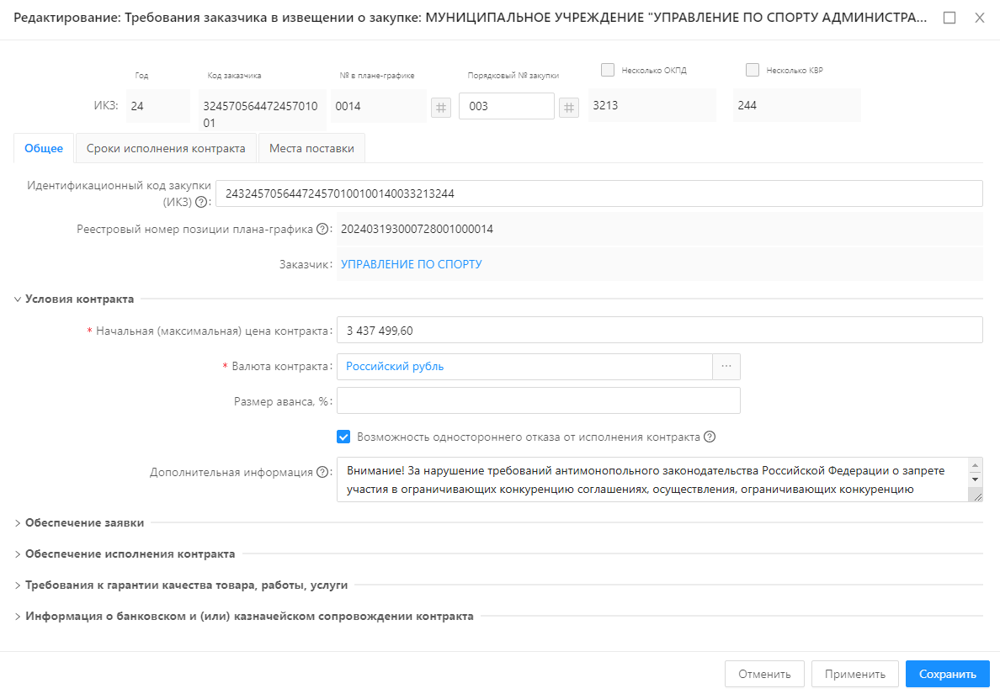 Редактирование: Требования заказчика в извещении о закупке: МУНИЦИПАЛЬНОЕ УЧРЕЖДЕНИЕ "УПРАВЛЕНИЕ ПО СПОРТУ АДМИНИСТРА...
Год
Код заказчика
№ в плане-графике
Порядковый № закупки
Несколько ОКПД
Несколько КВР
ИКЗ:
24
324570564472457010
01
0014
003
3213
244
Общее
Сроки исполнения контракта
Места поставки
Идентификационный код закупки
(ИКЗ) ?:
243245705644724570100100140033213244
Реестровый номер позиции плана-графика ?:
202403193000728001000014
Заказчик:
УПРАВЛЕНИЕ ПО СПОРТУ
Условия контракта
* Начальная (максимальная) цена контракта:
3 437 499,60
* Валюта контракта:
Российский рубль
...
Размер аванса, %:
Возможность одностороннего отказа от исполнения контракта ?
Дополнительная информация ?:
Внимание! За нарушение требований антимонопольного законодательства Российской Федерации о запрете
участия в ограничивающих конкуренцию соглашениях, осуществления, ограничивающих конкуренцию
Обеспечение заявки
Обеспечение исполнения контракта
Требования к гарантии качества товара, работы, услуги
Информация о банковском и (или) казначейском сопровождении контракта
Отменить
Применить
Сохранить